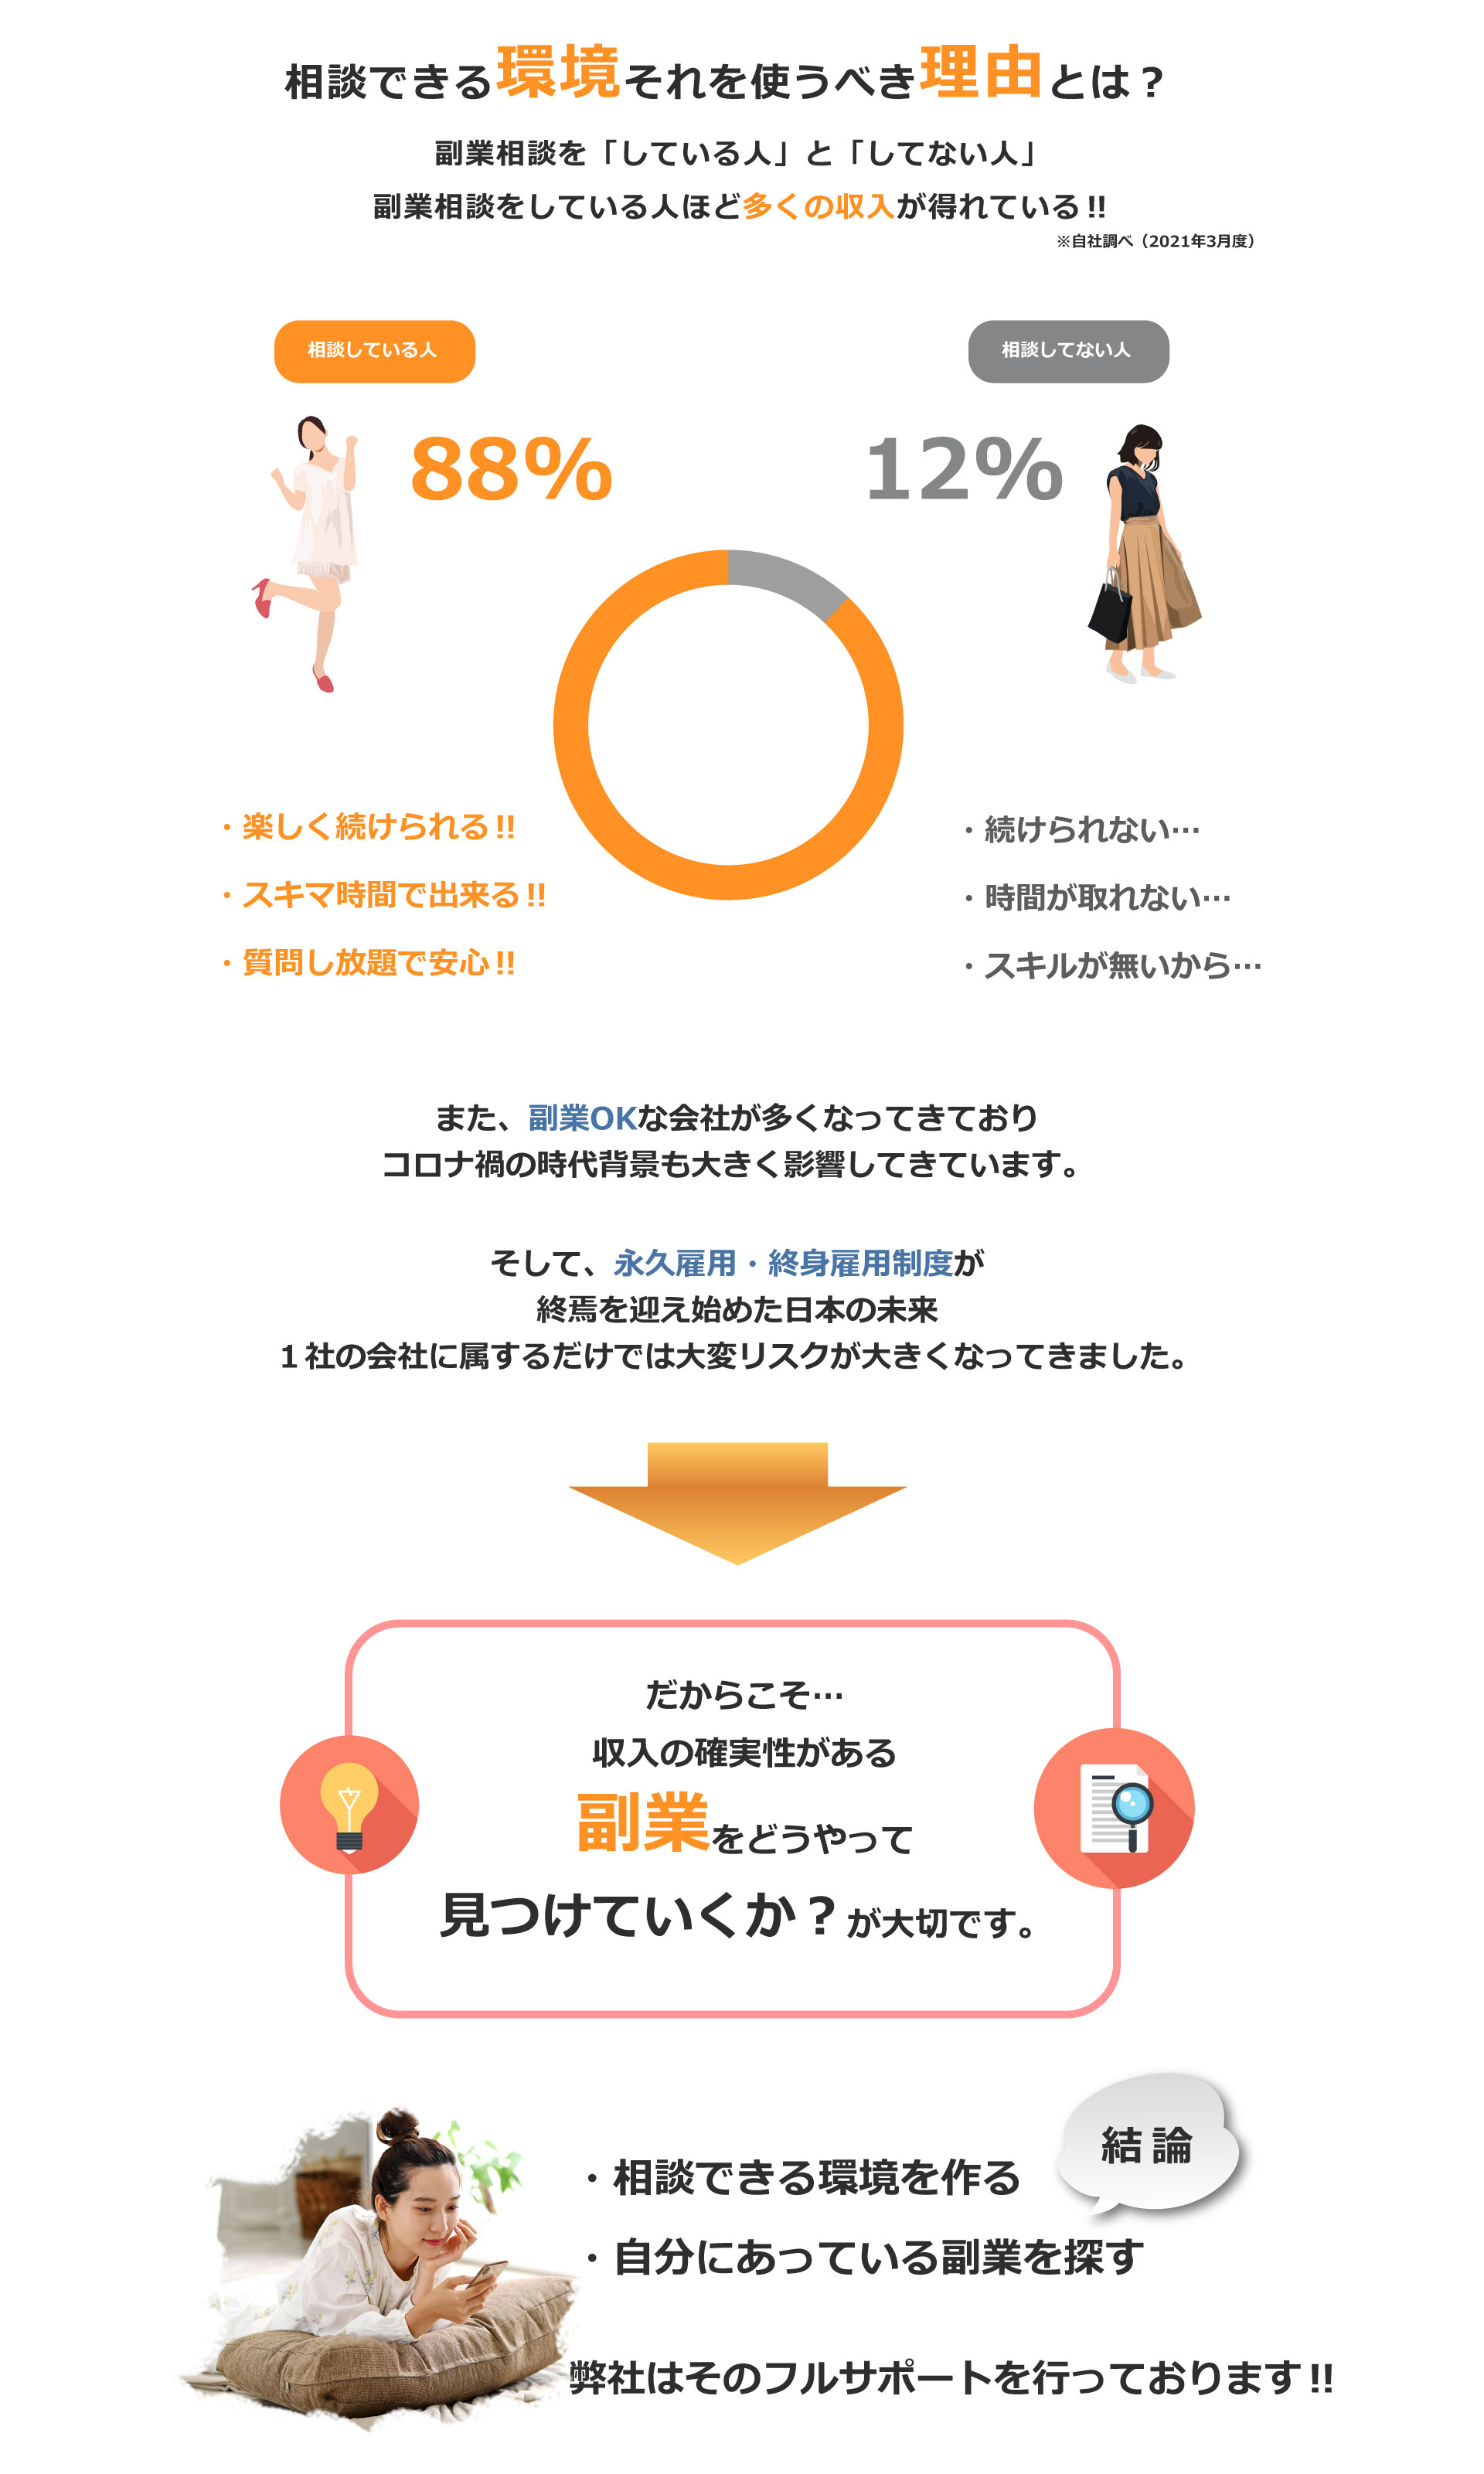 相談できる環境それを使うべき理由とは？
副業相談を「している人」と「してない人」
副業相談をしている人ほど多くの収入が得れている!!
※自社調べ（2021年3月度）
相談している人
相談してない人
88%
12%
・楽しく続けられる!!
・スキマ時間で出来る!!
・質問し放題で安心!!
・続けられない…
・時間が取れない…
・スキルが無いから…
また、副業OKな会社が多くなってきており
コロナ禍の時代背景も大きく影響してきています。
そして、永久雇用・終身雇用制度が
終焉を迎え始めた日本の未来
１社の会社に属するだけでは大変リスクが大きくなってきました。
だからこそ…
収入の確実性がある
副業をどうやって
見つけていくか？が大切です。
結論
・相談できる環境を作る
・自分にあっている副業を探す
弊社はそのフルサポートを行っております!!